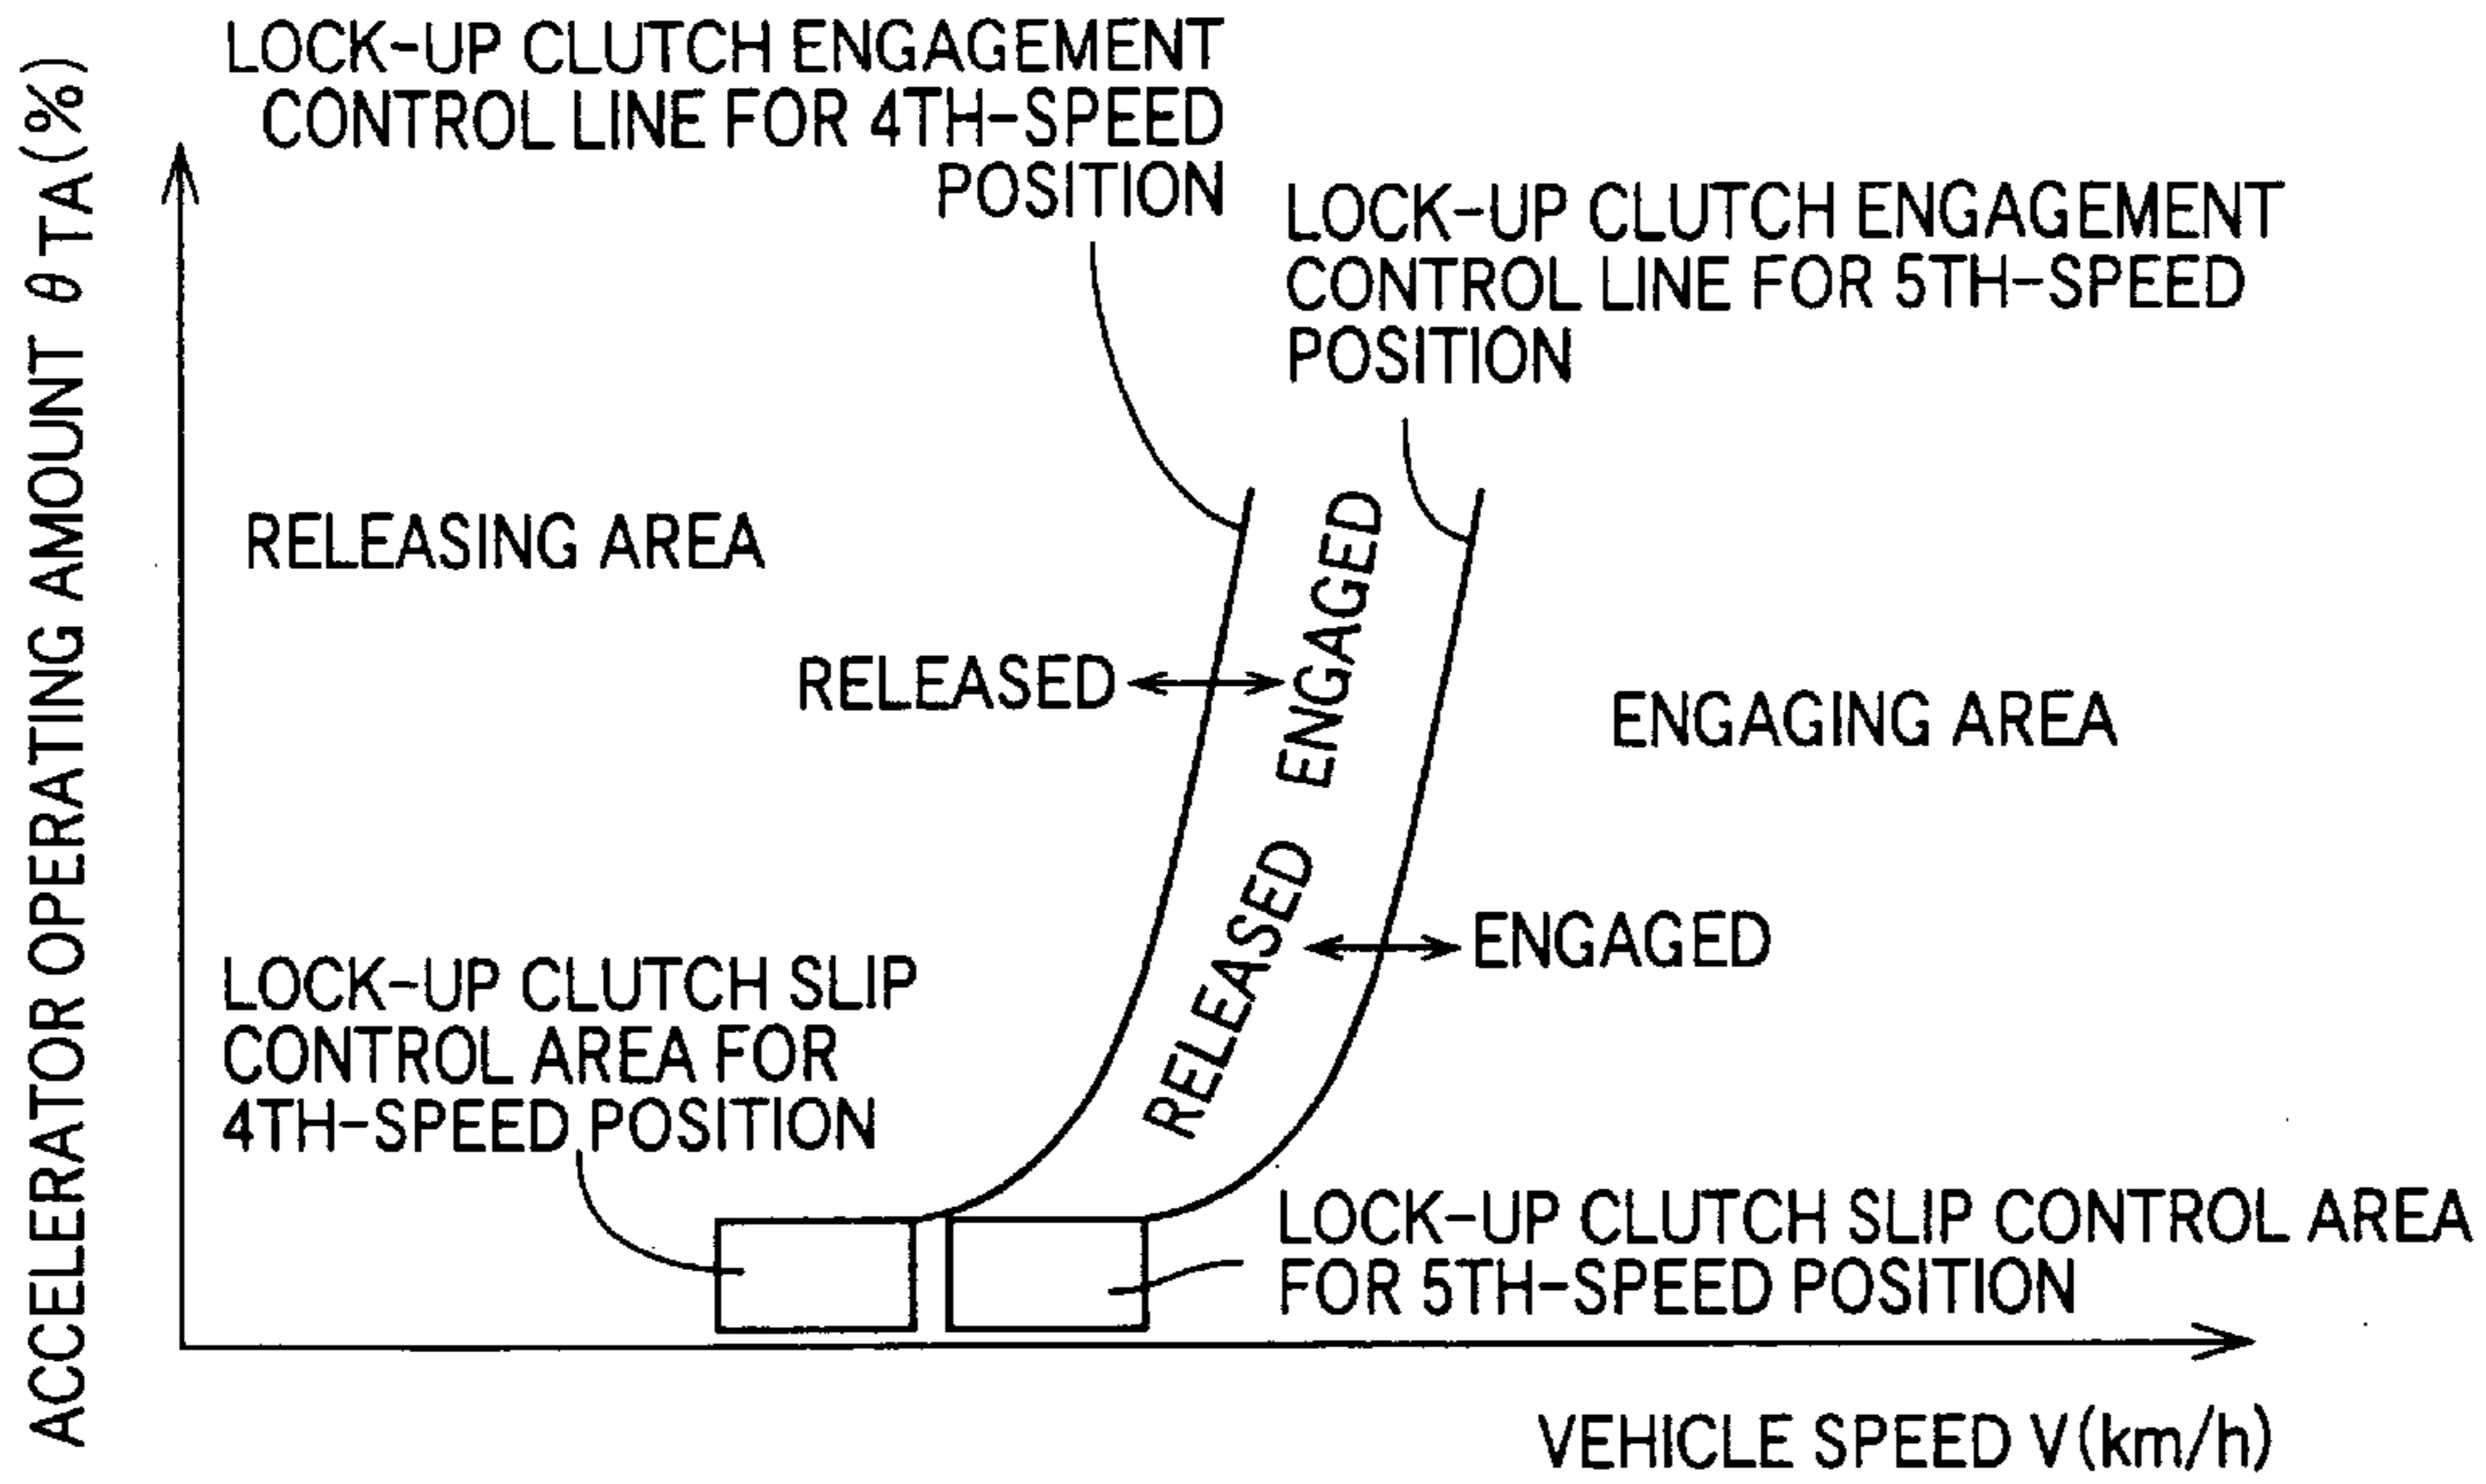 LOCK-UP CLUTCH ENGAGEMENT
CONTROL LINE FOR 4TH-SPEED
POSITION
LOCK-UP CLUTCH ENGAGEMENT
CONTROL LINE FOR 5TH-SPEED
POSITION
ACCELERATOR OPERATING AMOUNT θTA(%)
RELEASING AREA
RELEASED
ENGAGED
ENGAGING AREA
RELEASED
ENGAGED
LOCK-UP CLUTCH SLIP
CONTROL AREA FOR
4TH-SPEED POSITION
LOCK-UP CLUTCH SLIP CONTROL AREA
FOR 5TH-SPEED POSITION
VEHICLE SPEED V(km/h)